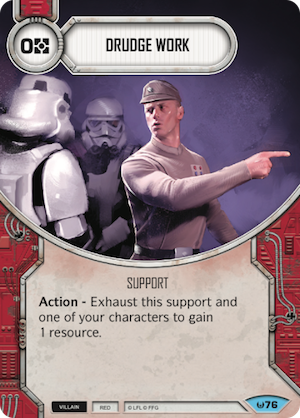 0
DRUDGE WORK
SUPPORT
Action - Exhaust this support and
one of your characters to gain
1 resource.
VILLAIN
RED
© LFL © FFG
76